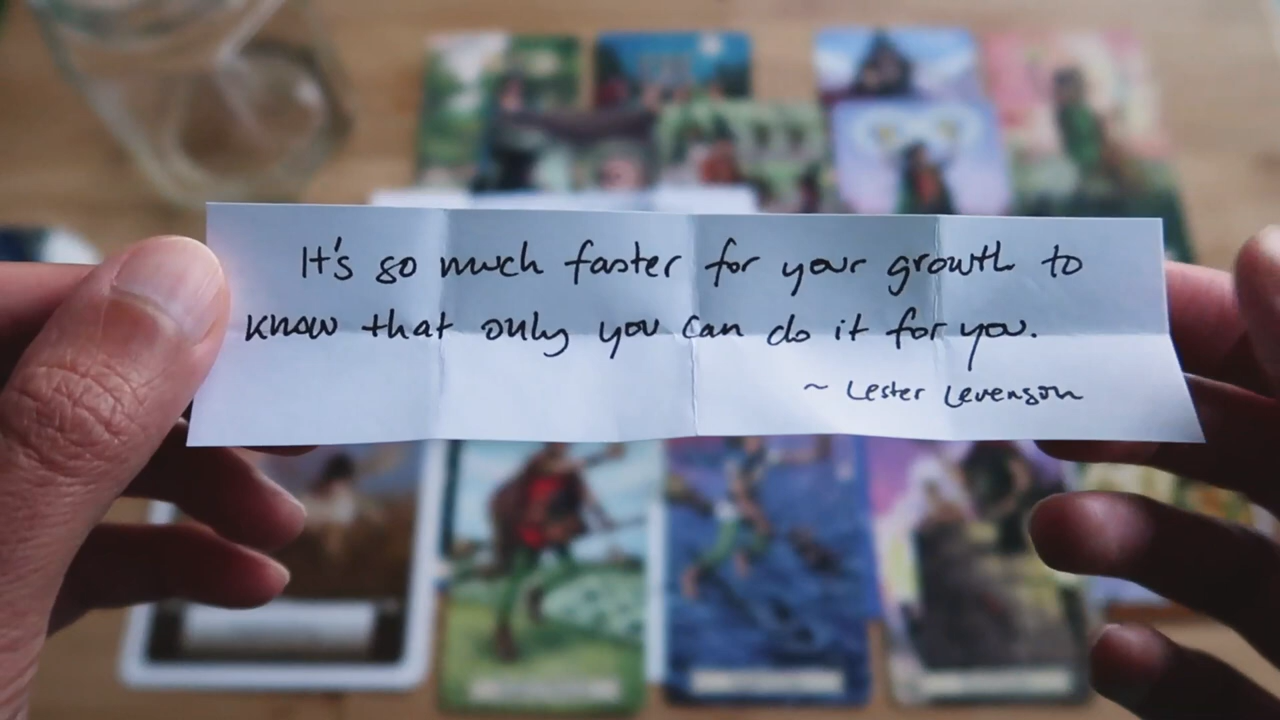 It's so much faster for your growth to
know that only you can do it for you.
~ Lester Levenson